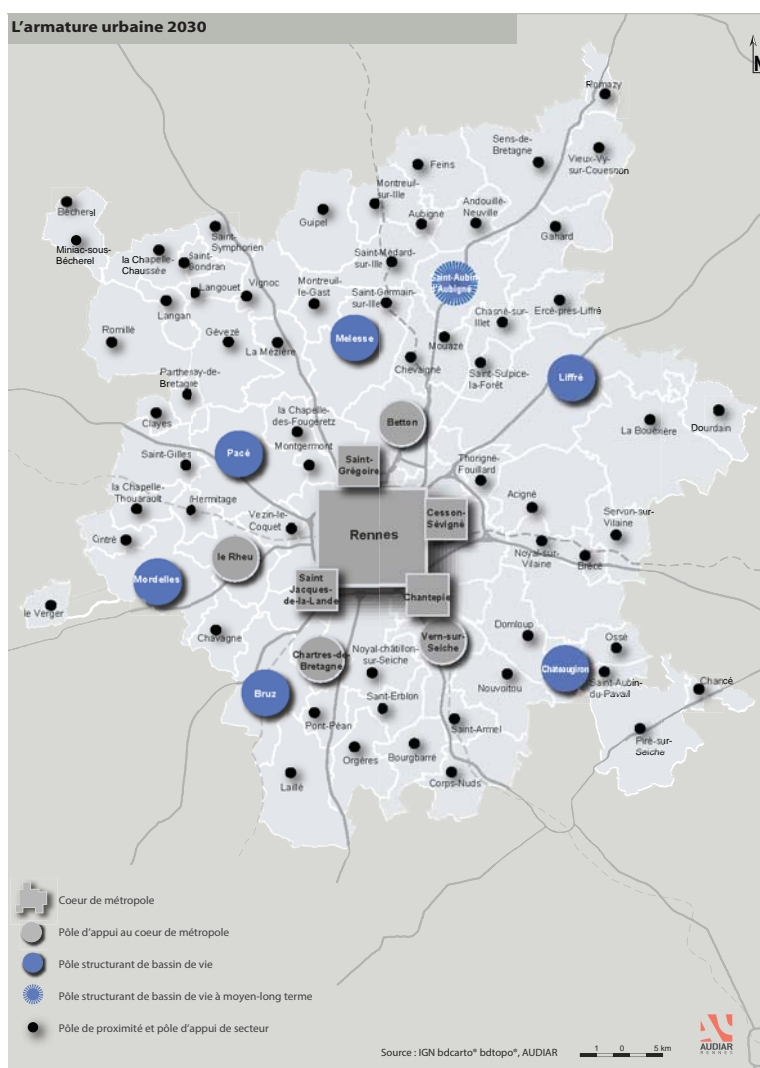 L'armature urbaine 2030
N
Romazy
Sens-de-
Bretagne
Vieux-Vy-
sur-Couesnon
Feins
Montreuil-
sur-Ille
Andouillé-
Neuville
Aubigné
Gahard
Bécherel
Guipel
Saint-
Symphorien
Miniac-sous-
Bécherel
la Chapelle-
Chaussée
Saint-
Gondran
Saint-Médard-
sur-Ille
Saint-Aubin
d'Aubigné
Langouet
Vignoc
Montreuil-
le-Gast
Saint-Germain-
sur-Ille
Langan
Chasné-sur-
Illet
Ercé-près-Liffré
Romillé
Gévezé
La Mézière
Melesse
Mouazé
Chevaigné
Saint-Sulpice-
la-Forêt
Liffré
Parthenay-de-
Bretagne
Clayes
la Chapelle-
des-Fougeretz
Betton
La Bouëxière
Dourdain
Saint-Gilles
Pacé
Montgermont
Saint-
Grégoire
Thorigné-
Fouillard
la Chapelle-
Thouarault
l'Hermitage
Vezin-le-
Coquet
Rennes
Cesson-
Sévigné
Acigné
Servon-sur-
Vilaine
Cintré
le Rheu
Noyal-sur-
Vilaine
Brécé
Mordelles
Saint
Jacques-
de-la-Lande
Chantepie
le Verger
Chavagne
Chartres-de-
Bretagne
Noyal-châtillon-
sur-Seiche
Vern-sur-
Seiche
Domloup
Ossé
Châteaugiron
Saint-Aubin-
du-Pavail
Chancé
Bruz
Nouvoitou
Sant-Erblon
Pont-Péan
Saint-Armel
Piré-sur-
Seiche
Orgères
Bourgbarré
Laillé
Corps-Nuds
Coeur de métropole
Pôle d'appui au coeur de métropole
Pôle structurant de bassin de vie
Pôle structurant de bassin de vie à moyen-long terme
Pôle de proximité et pôle d'appui de secteur
Source : IGN bdcarto® bdtopo®, AUDIAR
1 0 5 km
AUDIAR
RENNES